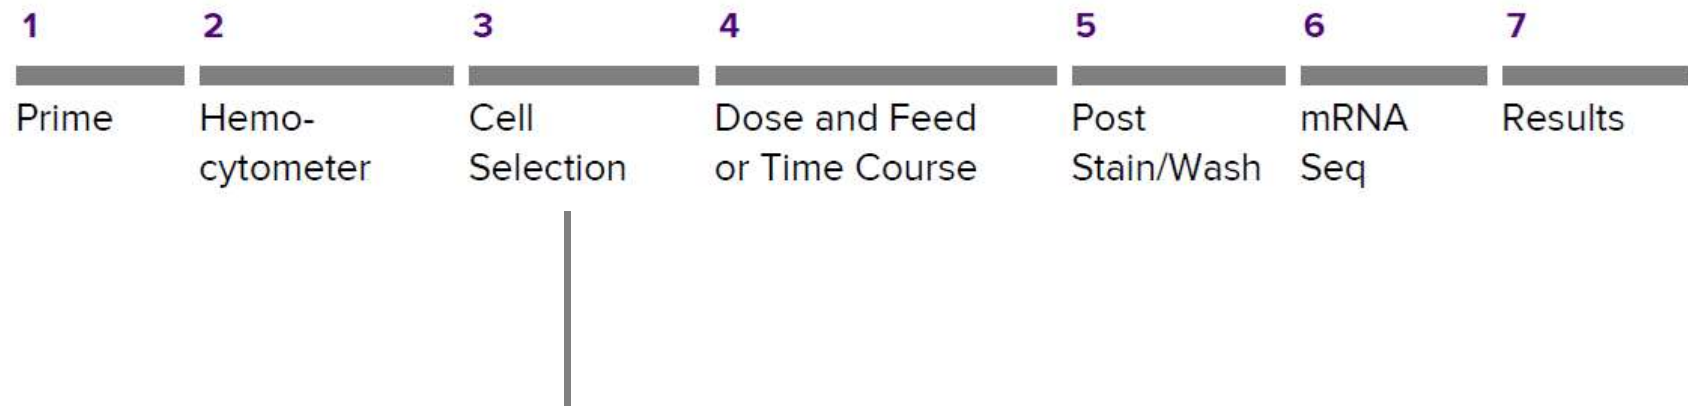 1 2 3 4 5 6 7
Prime
Hemo-
cytometer
Cell
Selection
Dose and Feed
or Time Course
Post
Stain/Wash
mRNA
Seq
Results